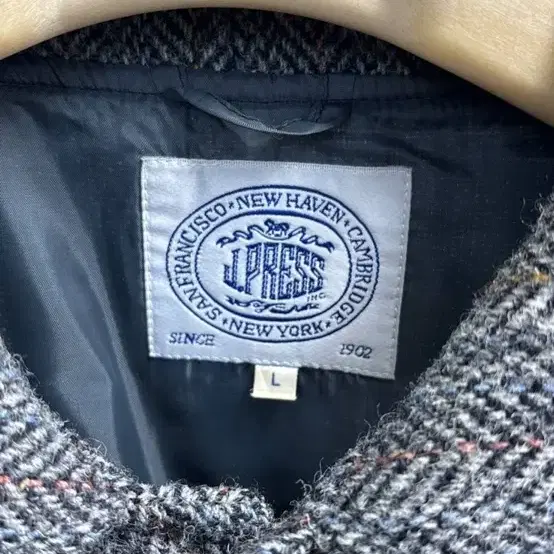 SAN FRANCISCO★NEW HAVEN★CAMBRIDGE★NEW YORK★
J.PRESS
INC.
SINCE 1902
L